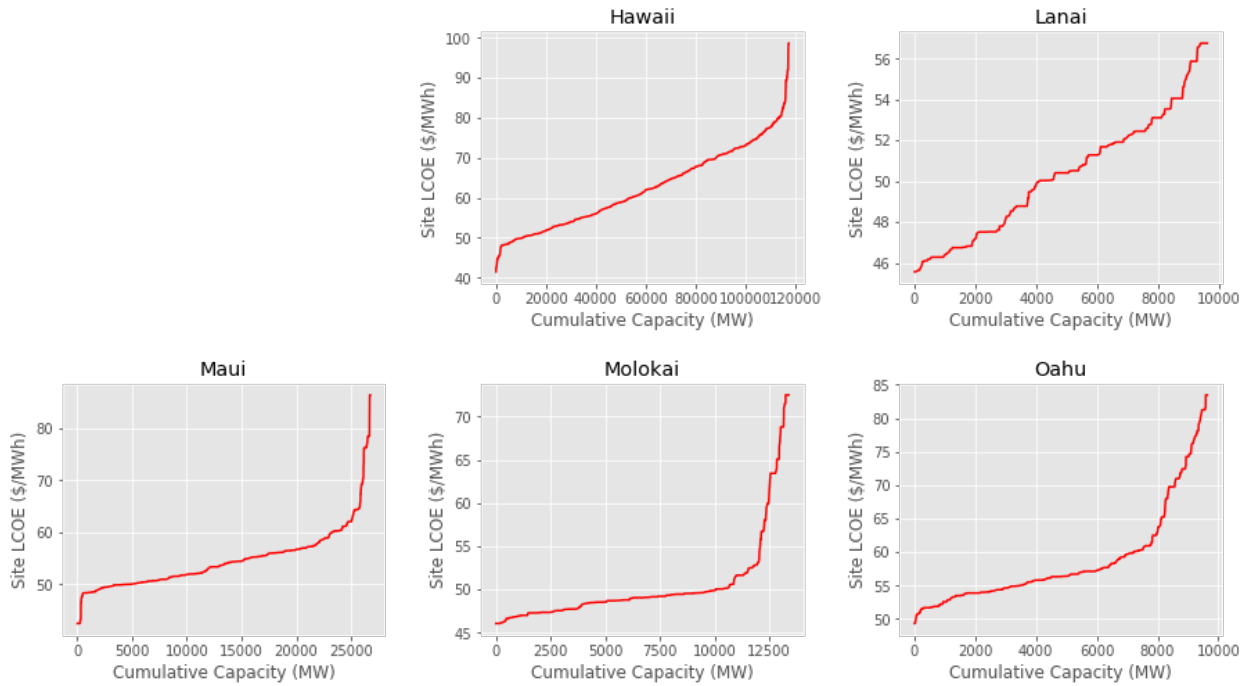 Hawaii
Site LCOE ($/MWh)
100
90
80
70
60
50
40
0 20000 40000 60000 80000 100000 120000
Cumulative Capacity (MW)
Lanai
Site LCOE ($/MWh)
56
54
52
50
48
46
0 2000 4000 6000 8000 10000
Cumulative Capacity (MW)
Maui
Site LCOE ($/MWh)
80
70
60
50
0 5000 10000 15000 20000 25000
Cumulative Capacity (MW)
Molokai
Site LCOE ($/MWh)
70
65
60
55
50
45
0 2500 5000 7500 10000 12500
Cumulative Capacity (MW)
Oahu
Site LCOE ($/MWh)
85
80
75
70
65
60
55
50
0 2000 4000 6000 8000 10000
Cumulative Capacity (MW)